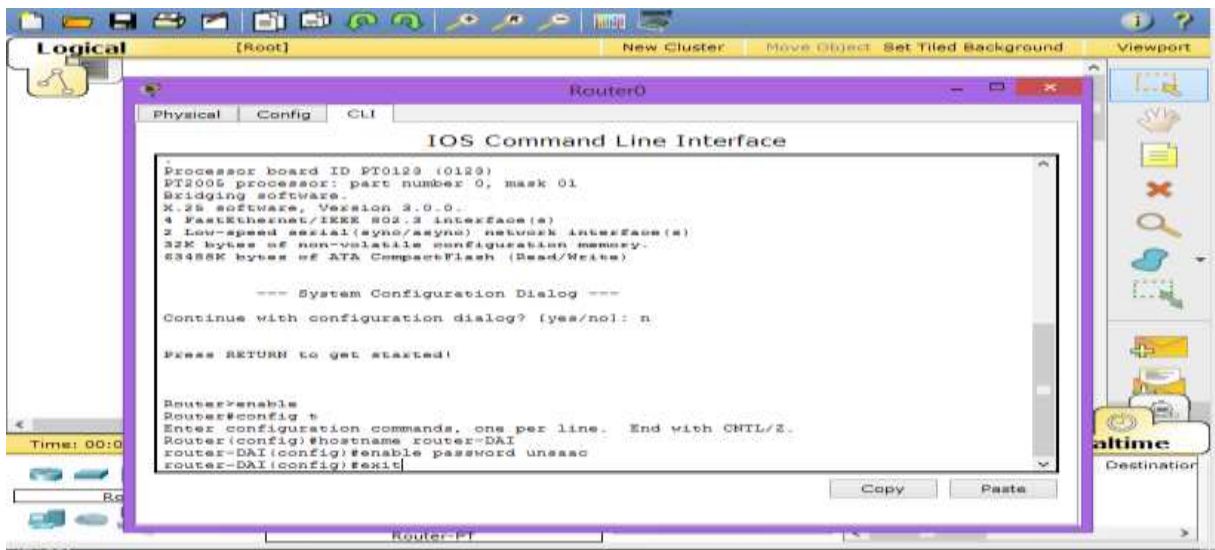 Logical [Root] New Cluster Move Object Set Tiled Background Viewport
Router0
Physical Config CLI
IOS Command Line Interface
Processor board ID PT0123 (0123)
PT2005 processor: part number 0, mask 01
Bridging software.
X.25 software, Version 3.0.0.
4 FastEthernet/IEEE 802.3 interface(s)
2 Low-speed serial(sync/async) network interface(s)
32K bytes of non-volatile configuration memory.
63488K bytes of ATA CompactFlash (Read/Write)
--- System Configuration Dialog ---
Continue with configuration dialog? [yes/no]: n
Press RETURN to get started!
Router>enable
Router#config t
Enter configuration commands, one per line. End with CNTL/Z.
Router(config)#hostname router-DAI
router-DAI(config)#enable password unsaac
router-DAI(config)#exit
Copy Paste
Time: 00:0
altime
Destination
Ro
Router-PT